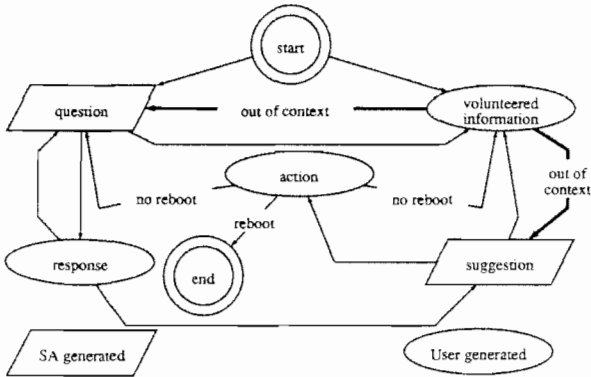 start
question
out of context
volunteered
information
out of
context
action
no reboot
no reboot
reboot
response
end
suggestion
SA generated
User generated